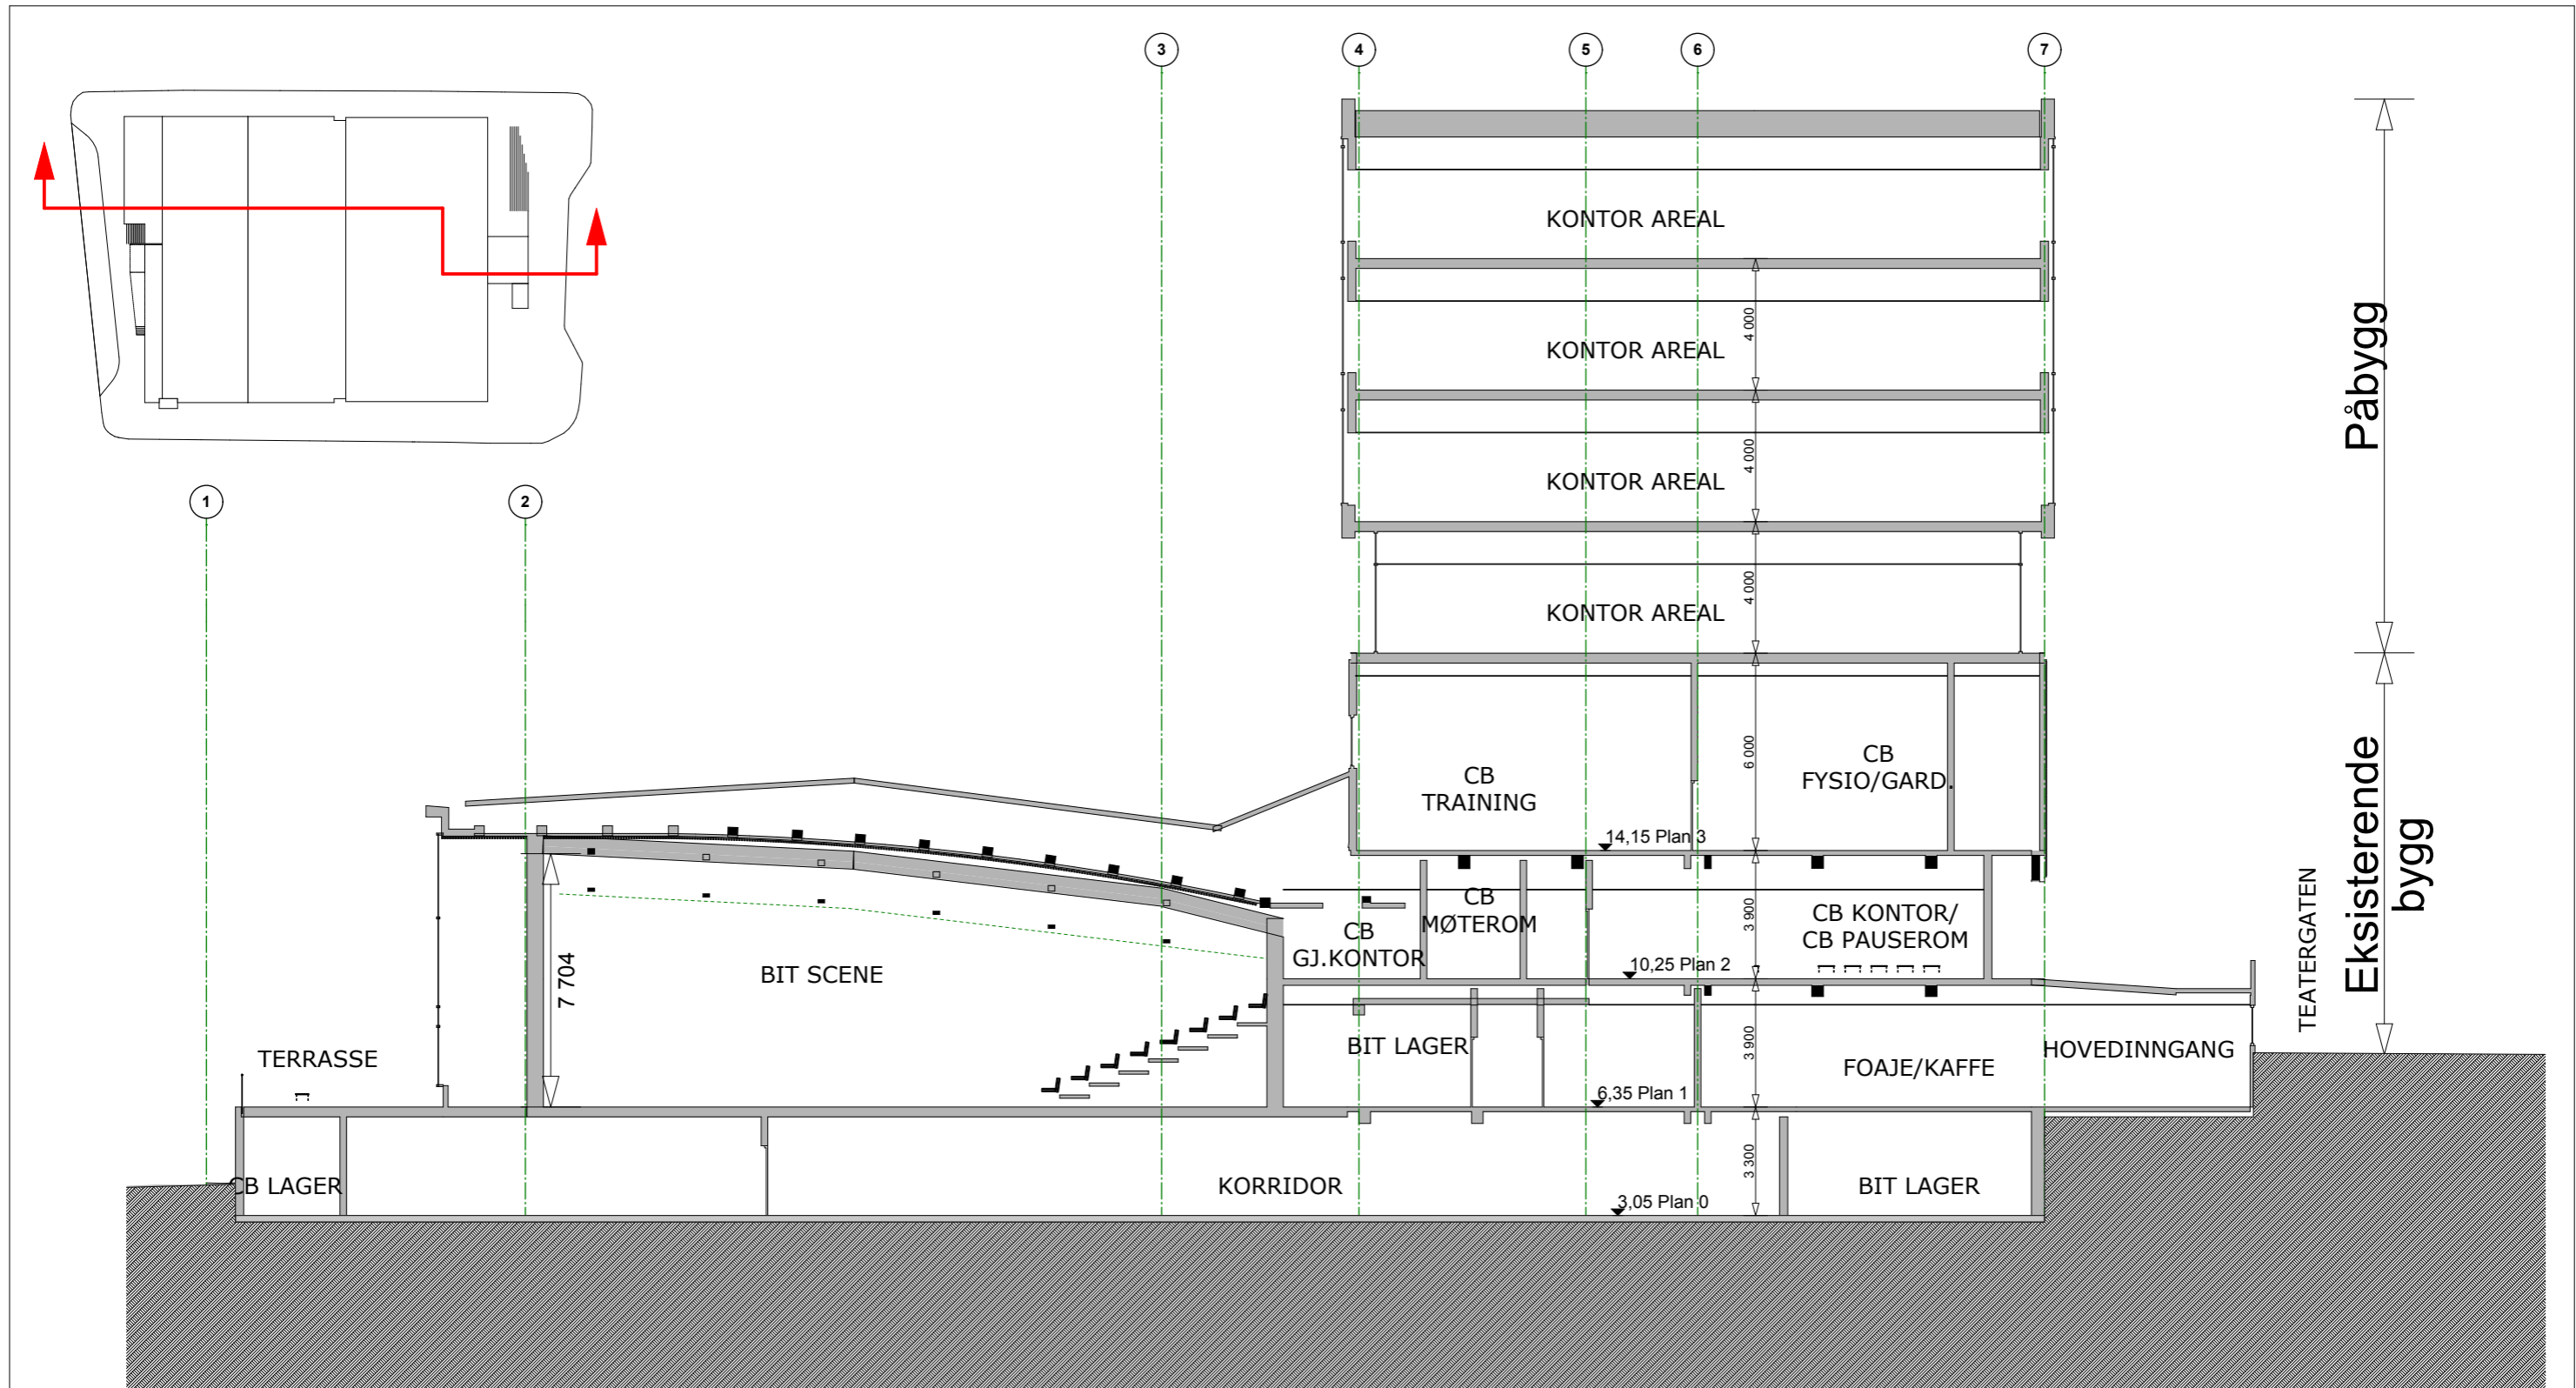 3
4
5
6
7
1
2
KONTOR AREAL
4 000
KONTOR AREAL
4 000
KONTOR AREAL
4 000
KONTOR AREAL
Påbygg
6 000
CB
TRAINING
CB
FYSIO/GARD.
14,15 Plan 3
CB
MØTEROM
CB
GJ.KONTOR
3 900
CB KONTOR/
CB PAUSEROM
10,25 Plan 2
BIT SCENE
7 704
TERRASSE
BIT LAGER
3 900
FOAJE/KAFFE
HOVEDINNGANG
6,35 Plan 1
TEATERGATEN
Eksisterende
bygg
CB LAGER
KORRIDOR
3 300
BIT LAGER
3,05 Plan 0